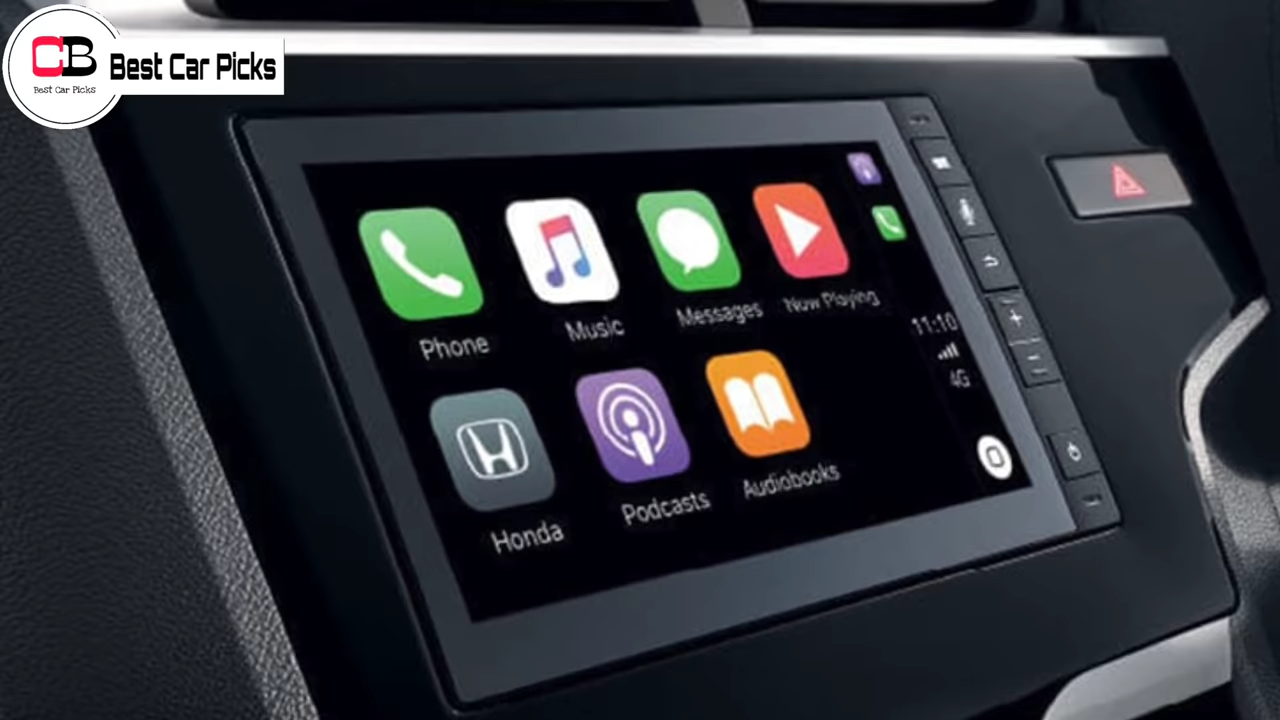 CB
Best Car Picks
Best Car Picks
Phone
Music
Messages
Now Playing
11:10
4G
Honda
Podcasts
Audiobooks